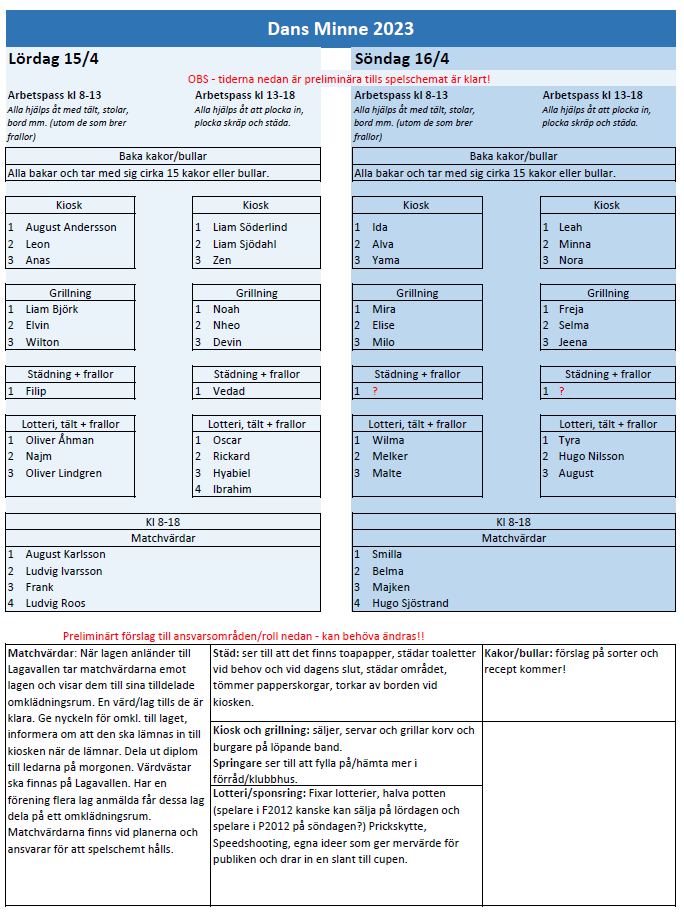 Dans Minne 2023
Lördag 15/4
Söndag 16/4
OBS - tiderna nedan är preliminära tills spelschemat är klart!
Arbetspass kl 8-13
Alla hjälps åt med tält, stolar,
bord mm. (utom de som brer
frallor)
Arbetspass kl 13-18
Alla hjälps åt att plocka in,
plocka skräp och städa.
Arbetspass kl 8-13
Alla hjälps åt med tält, stolar,
bord mm. (utom de som brer
frallor)
Arbetspass kl 13-18
Alla hjälps åt att plocka in,
plocka skräp och städa.
Baka kakor/bullar
Alla bakar och tar med sig cirka 15 kakor eller bullar.
Baka kakor/bullar
Alla bakar och tar med sig cirka 15 kakor eller bullar.
Kiosk
1 August Andersson
2 Leon
3 Anas
Kiosk
1 Liam Söderlind
2 Liam Sjödahl
3 Zen
Kiosk
1 Ida
2 Alva
3 Yama
Kiosk
1 Leah
2 Minna
3 Nora
Grillning
1 Liam Björk
2 Elvin
3 Wilton
Grillning
1 Noah
2 Nheo
3 Devin
Grillning
1 Mira
2 Elise
3 Milo
Grillning
1 Freja
2 Selma
3 Jeena
Städning + frallor
1 Filip
Städning + frallor
1 Vedad
Städning + frallor
1 ?
Städning + frallor
1 ?
Lotteri, tält + frallor
1 Oliver Åhman
2 Najm
3 Oliver Lindgren
Lotteri, tält + frallor
1 Oscar
2 Rickard
3 Hyabiel
4 Ibrahim
Lotteri, tält + frallor
1 Wilma
2 Melker
3 Malte
Lotteri, tält + frallor
1 Tyra
2 Hugo Nilsson
3 August
Kl 8-18
Matchvärdar
1 August Karlsson
2 Ludvig Ivarsson
3 Frank
4 Ludvig Roos
Kl 8-18
Matchvärdar
1 Smilla
2 Belma
3 Majken
4 Hugo Sjöstrand
Preliminärt förslag till ansvarsområden/roll nedan - kan behöva ändras!!
Matchvärdar: När lagen anländer till
Lagavallen tar matchvärdarna emot
lagen och visar dem till sina tilldelade
omklädningsrum. En värd/lag tills de är
klara. Ge nyckeln för omkl. till laget,
informera om att den ska lämnas in till
kiosken när de lämnar. Dela ut diplom
till ledarna på morgonen. Värdvästar
ska finnas på Lagavallen. Har en
förening flera lag anmälda får dessa lag
dela på ett omklädningsrum.
Matchvärdarna finns vid planerna och
ansvarar för att spelschemt hålls.
Städ: ser till att det finns toapapper, städar toaletter
vid behov och vid dagens slut, städar området,
tömmer papperskorgar, torkar av borden vid
kiosken.
Kiosk och grillning: säljer, servar och grillar korv och
burgare på löpande band.
Springare ser till att fylla på/hämta mer i
förråd/klubbhus.
Lotteri/sponsring: Fixar lotterier, halva potten
(spelare i F2012 kanske kan sälja på lördagen och
spelare i P2012 på söndagen?) Prickskytte,
Speedshooting, egna ideer som ger mervärde för
publiken och drar in en slant till cupen.
Kakor/bullar: förslag på sorter och
recept kommer!